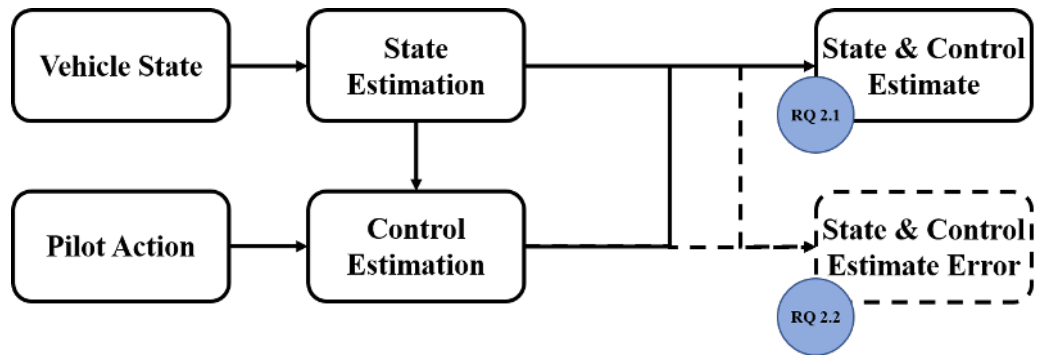 Vehicle State
State
Estimation
State & Control
Estimate
RQ 2.1
Pilot Action
Control
Estimation
State & Control
Estimate Error
RQ 2.2